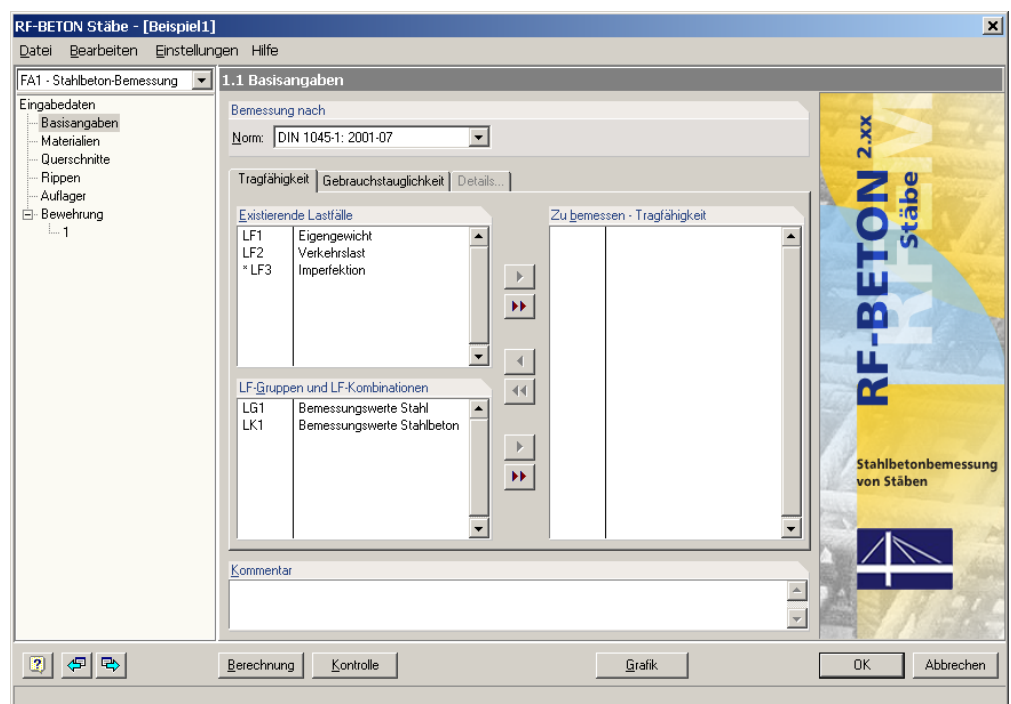 RF-BETON Stäbe - [Beispiel1]
Datei Bearbeiten Einstellungen Hilfe
FA1 - Stahlbeton-Bemessung
1.1 Basisangaben
Eingabedaten
Basisangaben
Materialien
Querschnitte
Rippen
Auflager
Bewehrung
1
Bemessung nach
Norm: DIN 1045-1: 2001-07
Tragfähigkeit Gebrauchstauglichkeit Details...
Existierende Lastfälle
LF1 Eigengewicht
LF2 Verkehrslast
* LF3 Imperfektion
LF-Gruppen und LF-Kombinationen
LG1 Bemessungswerte Stahl
LK1 Bemessungswerte Stahlbeton
Zu bemessen - Tragfähigkeit
Kommentar
RFEM
RF-BETON 2.xx
Stäbe
Stahlbetonbemessung
von Stäben
Berechnung Kontrolle Grafik OK Abbrechen